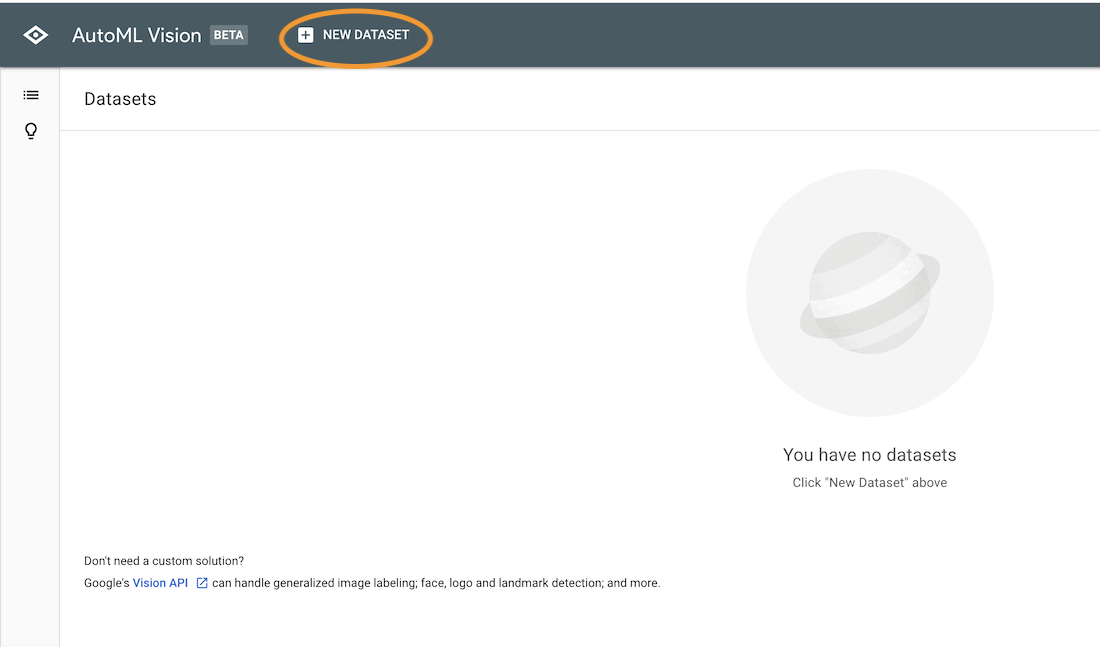 AutoML Vision BETA NEW DATASET
Datasets
You have no datasets
Click "New Dataset" above
Don't need a custom solution?
Google's Vision API can handle generalized image labeling; face, logo and landmark detection; and more.